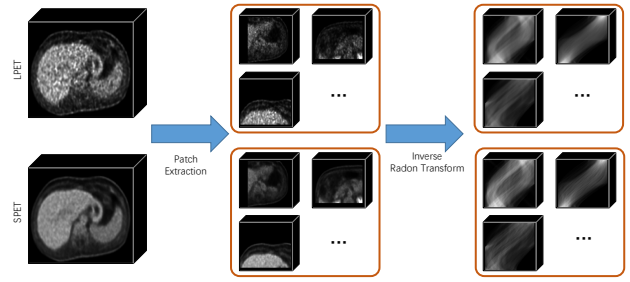 LPET
...
Patch
Extraction
...
Inverse
Radon Transform
SPET
...
...